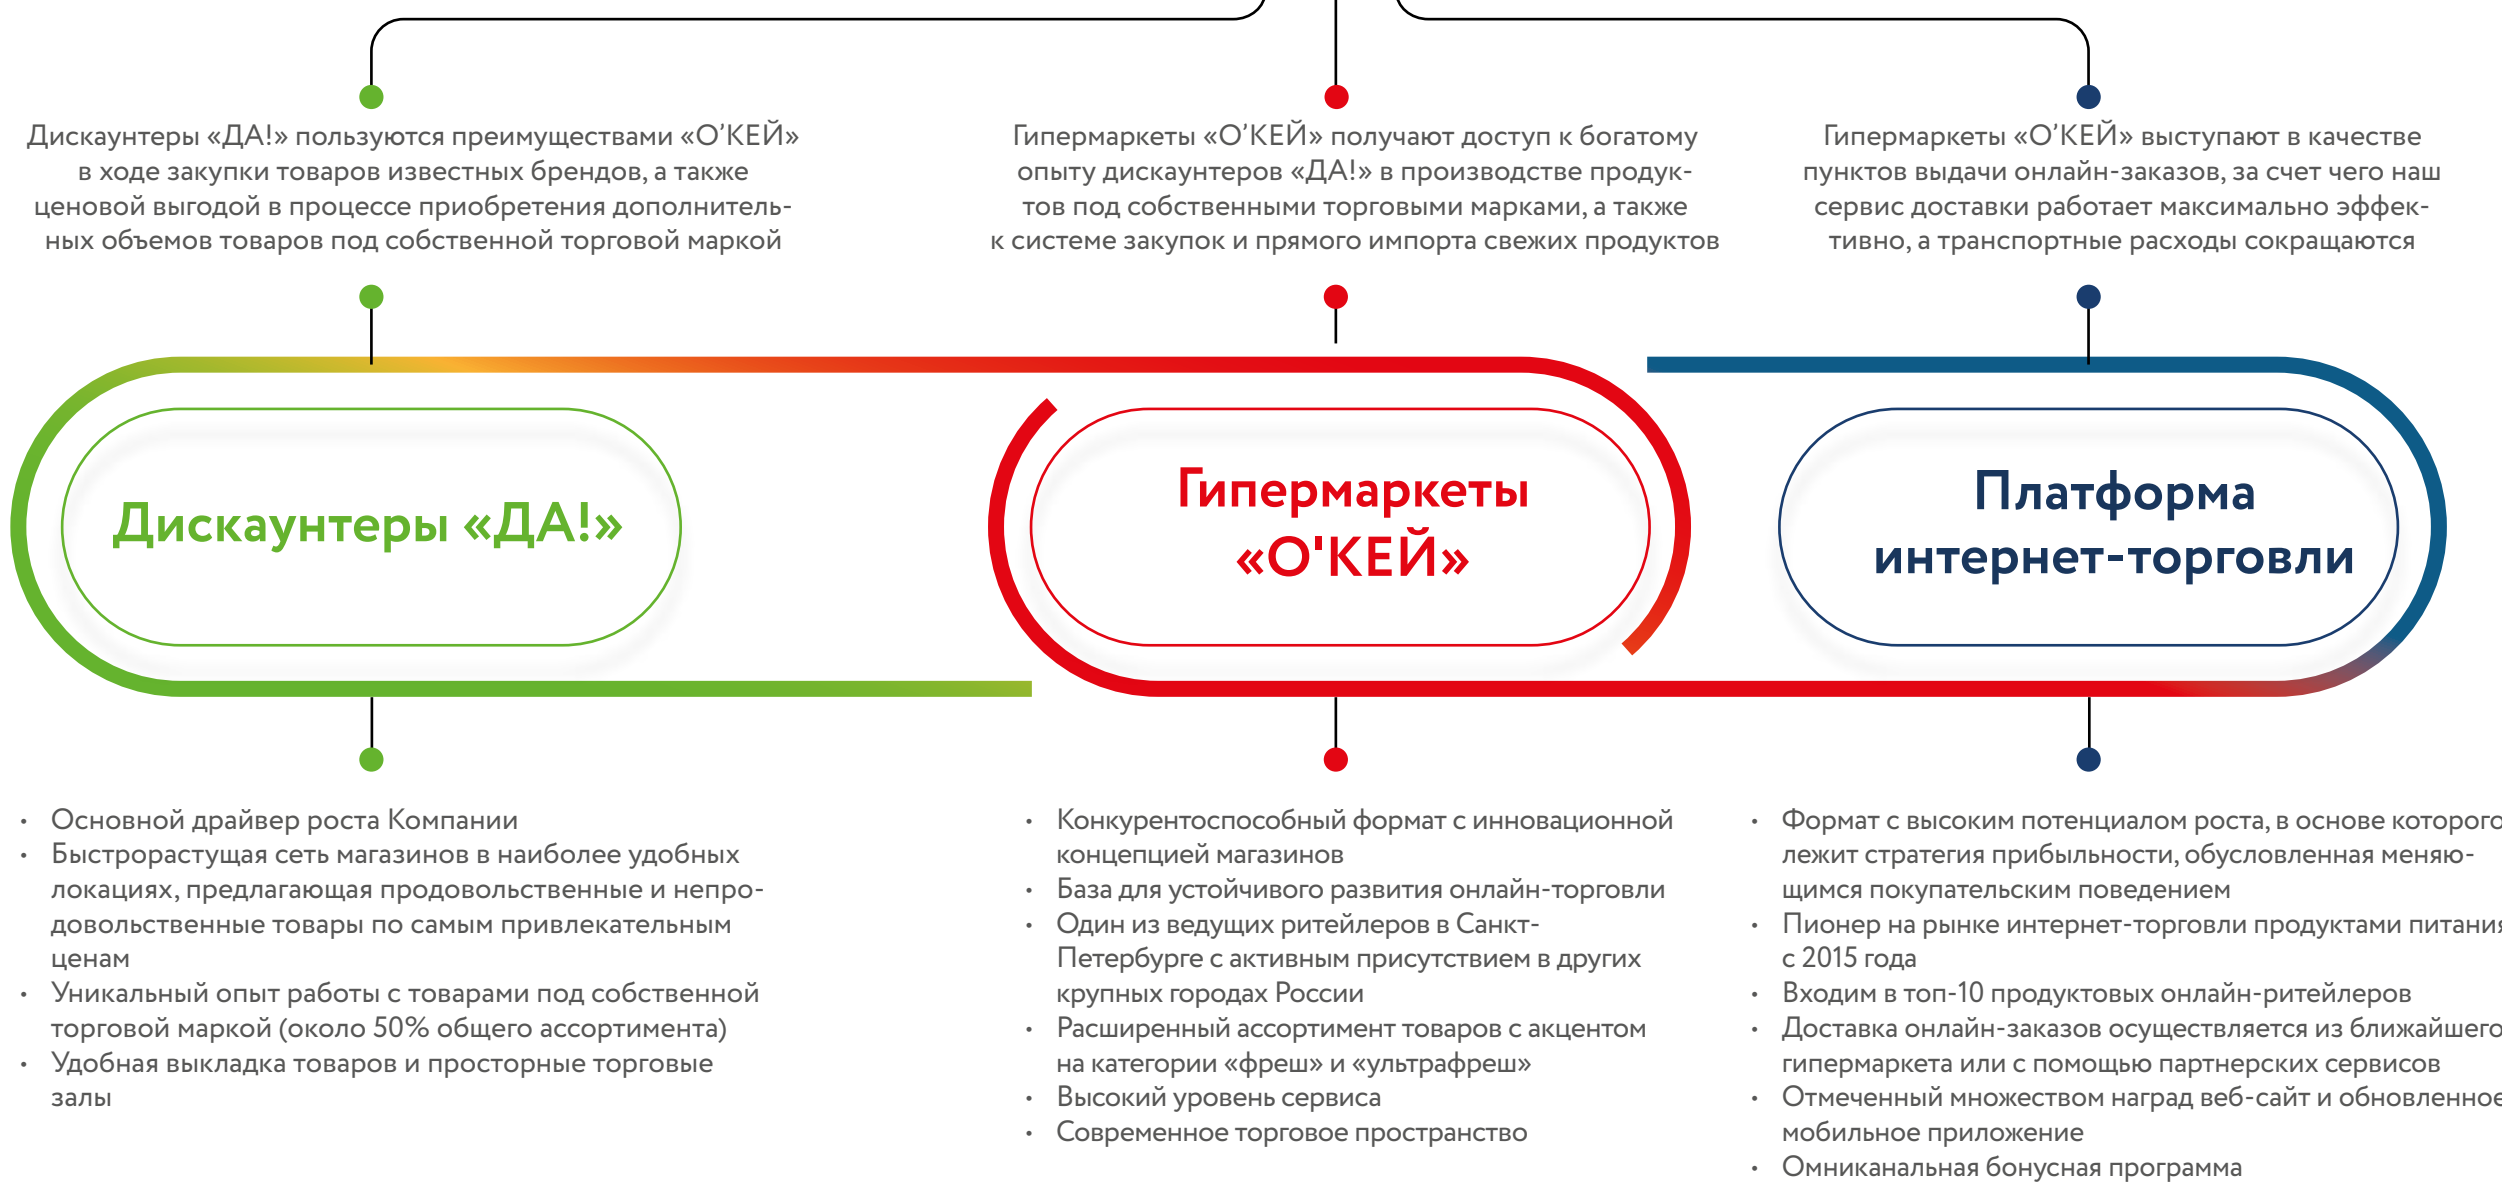 Дискаунтеры «ДА!» пользуются преимуществами «О’КЕЙ»
в ходе закупки товаров известных брендов, а также
ценовой выгодой в процессе приобретения дополнитель-
ных объемов товаров под собственной торговой маркой
Гипермаркеты «О’КЕЙ» получают доступ к богатому
опыту дискаунтеров «ДА!» в производстве продук-
тов под собственными торговыми марками, а также
к системе закупок и прямого импорта свежих продуктов
Гипермаркеты «О’КЕЙ» выступают в качестве
пунктов выдачи онлайн-заказов, за счет чего наш
сервис доставки работает максимально эффек-
тивно, а транспортные расходы сокращаются
Дискаунтеры «ДА!»
Гипермаркеты
«О'КЕЙ»
Платформа
интернет-торговли
• Основной драйвер роста Компании
• Быстрорастущая сеть магазинов в наиболее удобных
локациях, предлагающая продовольственные и непро-
довольственные товары по самым привлекательным
ценам
• Уникальный опыт работы с товарами под собственной
торговой маркой (около 50% общего ассортимента)
• Удобная выкладка товаров и просторные торговые
залы
• Конкурентоспособный формат с инновационной
концепцией магазинов
• База для устойчивого развития онлайн-торговли
• Один из ведущих ритейлеров в Санкт-
Петербурге с активным присутствием в других
крупных городах России
• Расширенный ассортимент товаров с акцентом
на категории «фреш» и «ультрафреш»
• Высокий уровень сервиса
• Современное торговое пространство
• Формат с высоким потенциалом роста, в основе которого
лежит стратегия прибыльности, обусловленная меняю-
щимся покупательским поведением
• Пионер на рынке интернет-торговли продуктами питания
с 2015 года
• Входим в топ-10 продуктовых онлайн-ритейлеров
• Доставка онлайн-заказов осуществляется из ближайшего
гипермаркета или с помощью партнерских сервисов
• Отмеченный множеством наград веб-сайт и обновленное
мобильное приложение
• Омниканальная бонусная программа